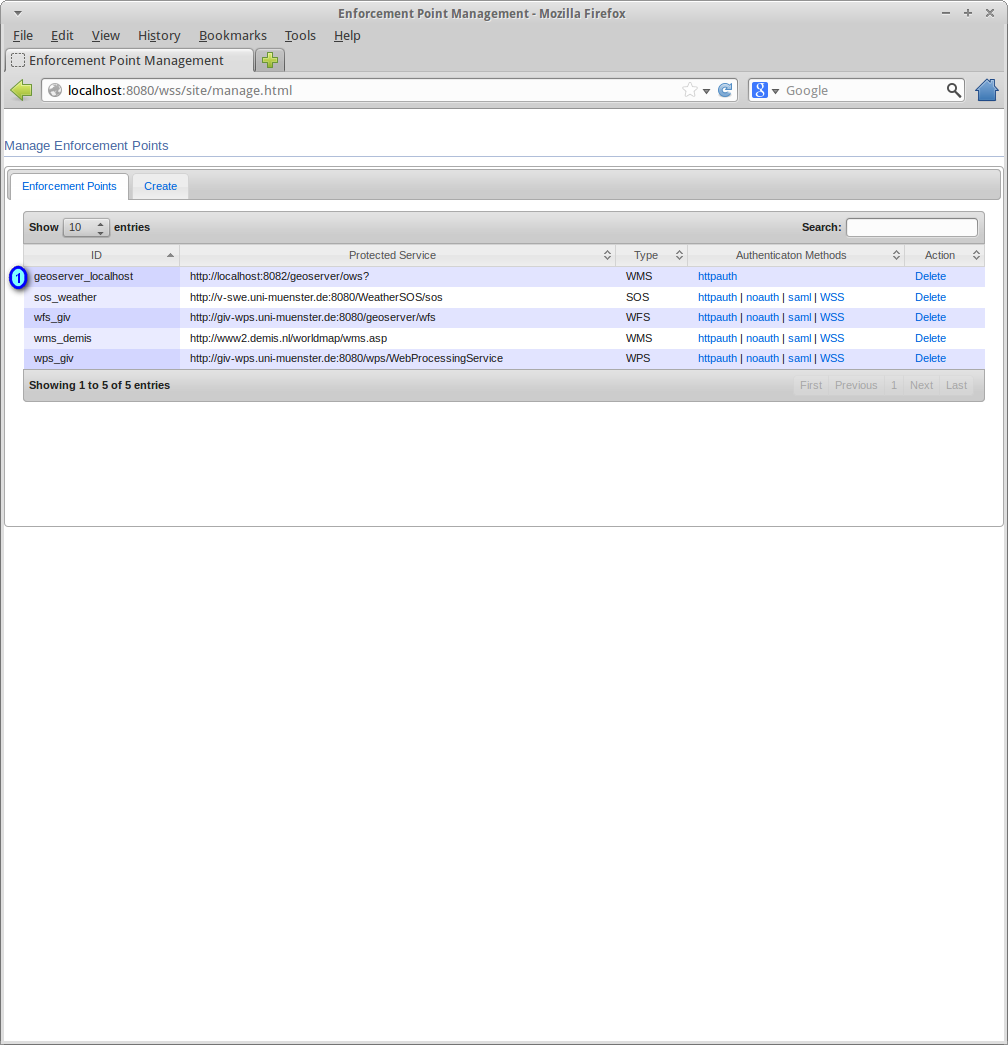 Enforcement Point Management - Mozilla Firefox
File Edit View History Bookmarks Tools Help
Enforcement Point Management
localhost:8080/wss/site/manage.html
8 Google
Manage Enforcement Points
Enforcement Points Create
Show 10 entries Search:
ID Protected Service Type Authenticaton Methods Action
1 geoserver_localhost http://localhost:8082/geoserver/ows? WMS httpauth Delete
sos_weather http://v-swe.uni-muenster.de:8080/WeatherSOS/sos SOS httpauth | noauth | saml | WSS Delete
wfs_giv http://giv-wps.uni-muenster.de:8080/geoserver/wfs WFS httpauth | noauth | saml | WSS Delete
wms_demis http://www2.demis.nl/worldmap/wms.asp WMS httpauth | noauth | saml | WSS Delete
wps_giv http://giv-wps.uni-muenster.de:8080/wps/WebProcessingService WPS httpauth | noauth | saml | WSS Delete
Showing 1 to 5 of 5 entries First Previous 1 Next Last